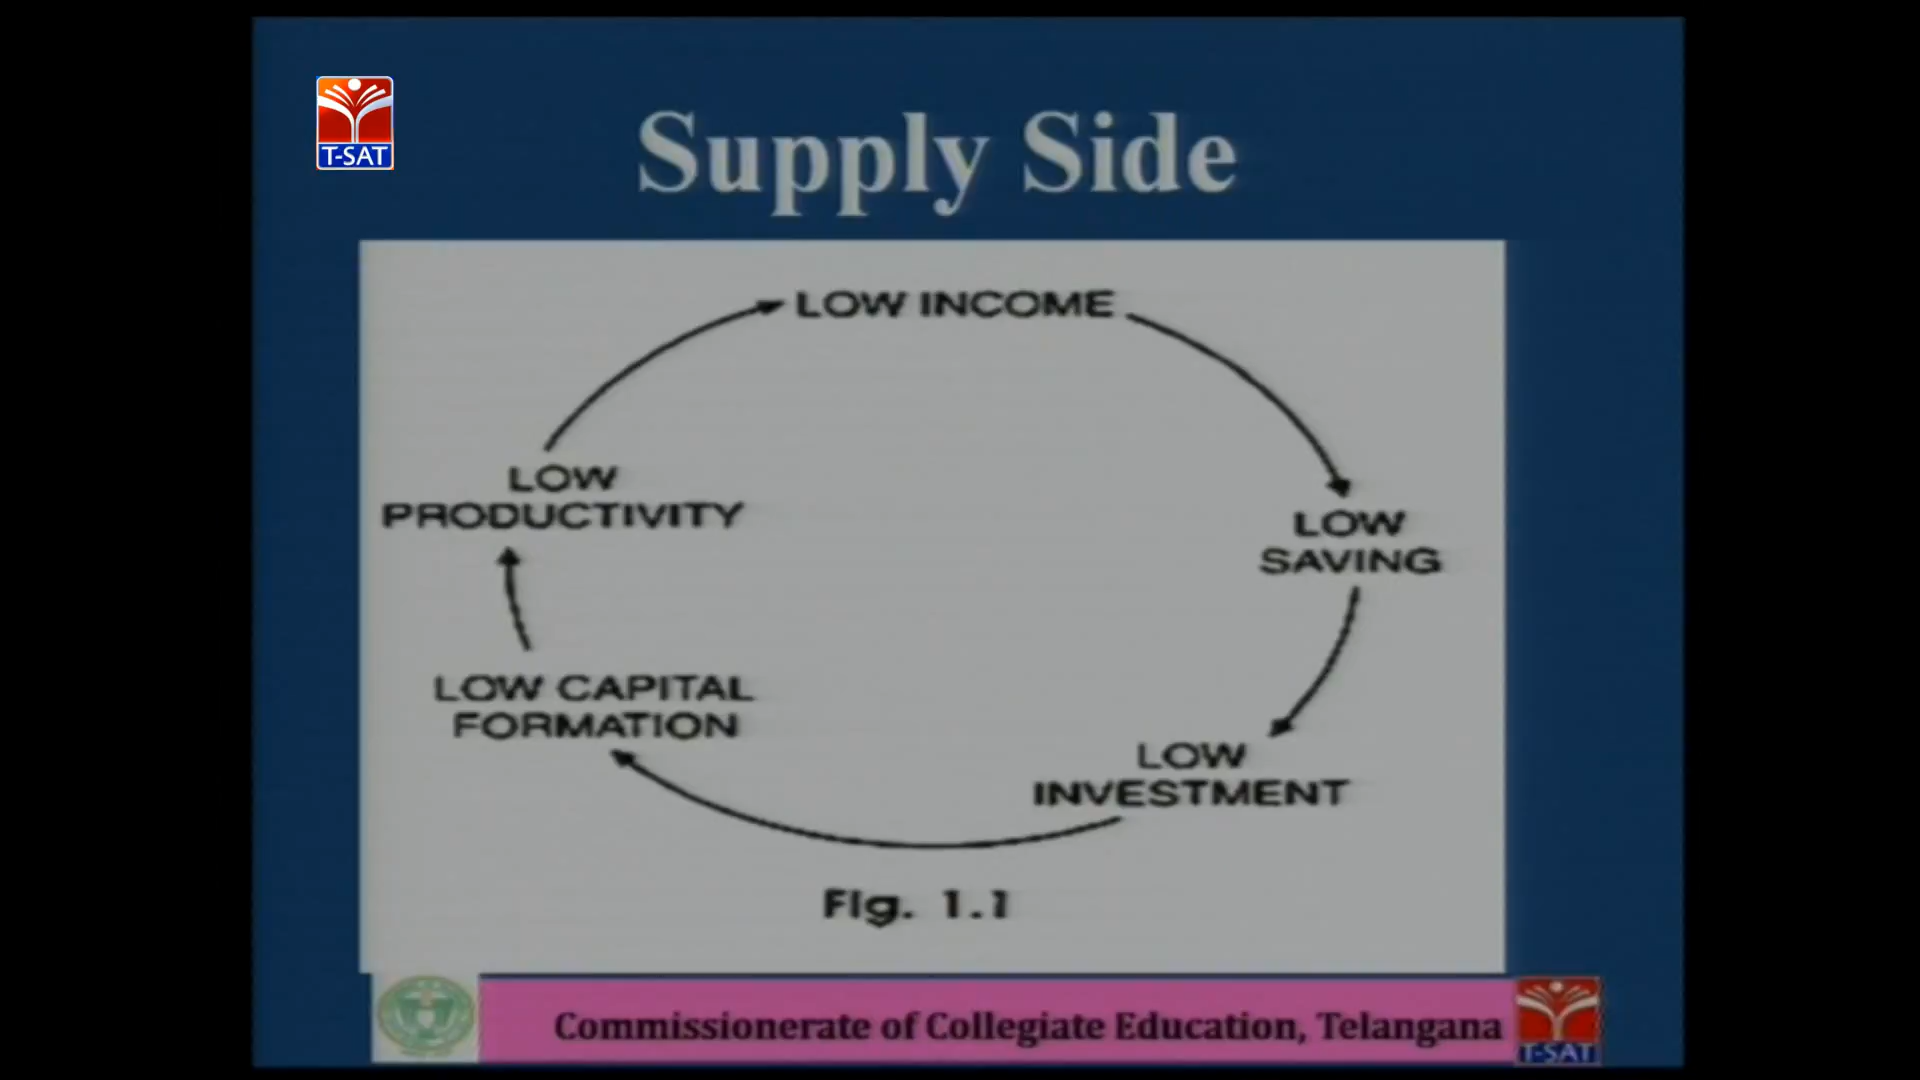 T-SAT
Supply Side
LOW INCOME
LOW
SAVING
LOW
INVESTMENT
LOW CAPITAL
FORMATION
LOW
PRODUCTIVITY
Fig. 1.1
Commissionerate of Collegiate Education, Telangana
T-SAT